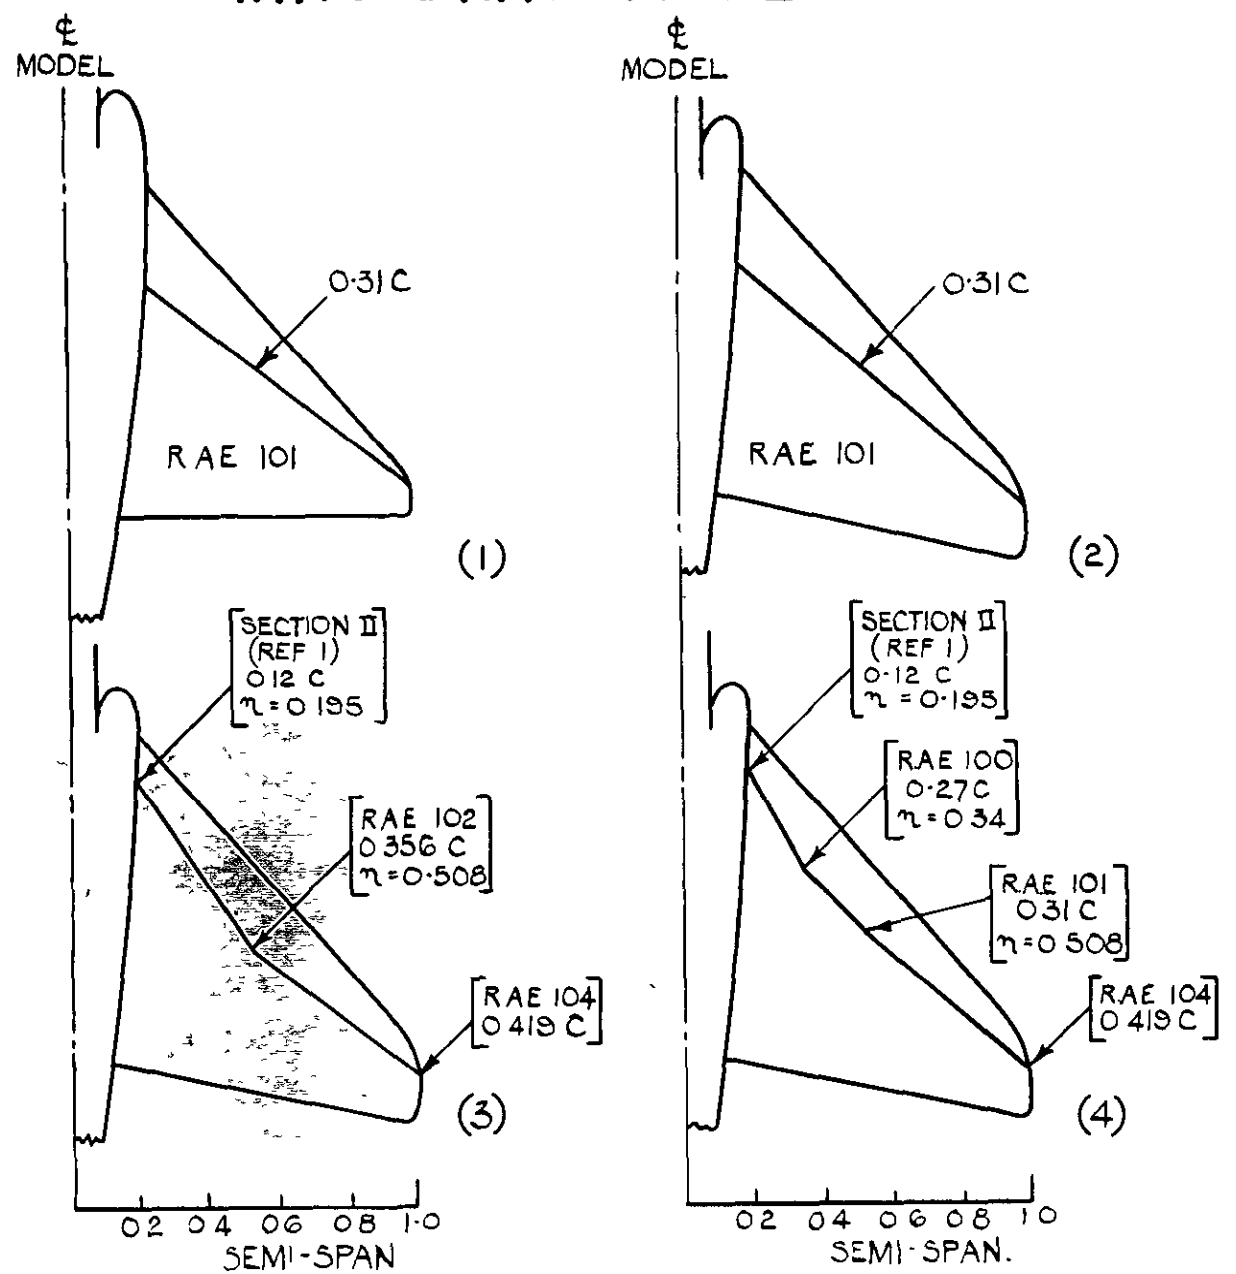 ℄
MODEL
℄
MODEL
0·31 C
RAE 101
(1)
0·31 C
RAE 101
(2)
SECTION II
(REF 1)
0 12 C
η = 0 195
RAE 102
0 356 C
η = 0·508
RAE 104
0 419 C
(3)
SECTION II
(REF 1)
0·12 C
η = 0·195
RAE 100
0·27 C
η = 0 34
RAE 101
0 31 C
η = 0 508
RAE 104
0 419 C
(4)
0 2 0 4 0 6 0 8 1·0
SEMI-SPAN
0 2 0 4 0 6 0 8 1 0
SEMI-SPAN.